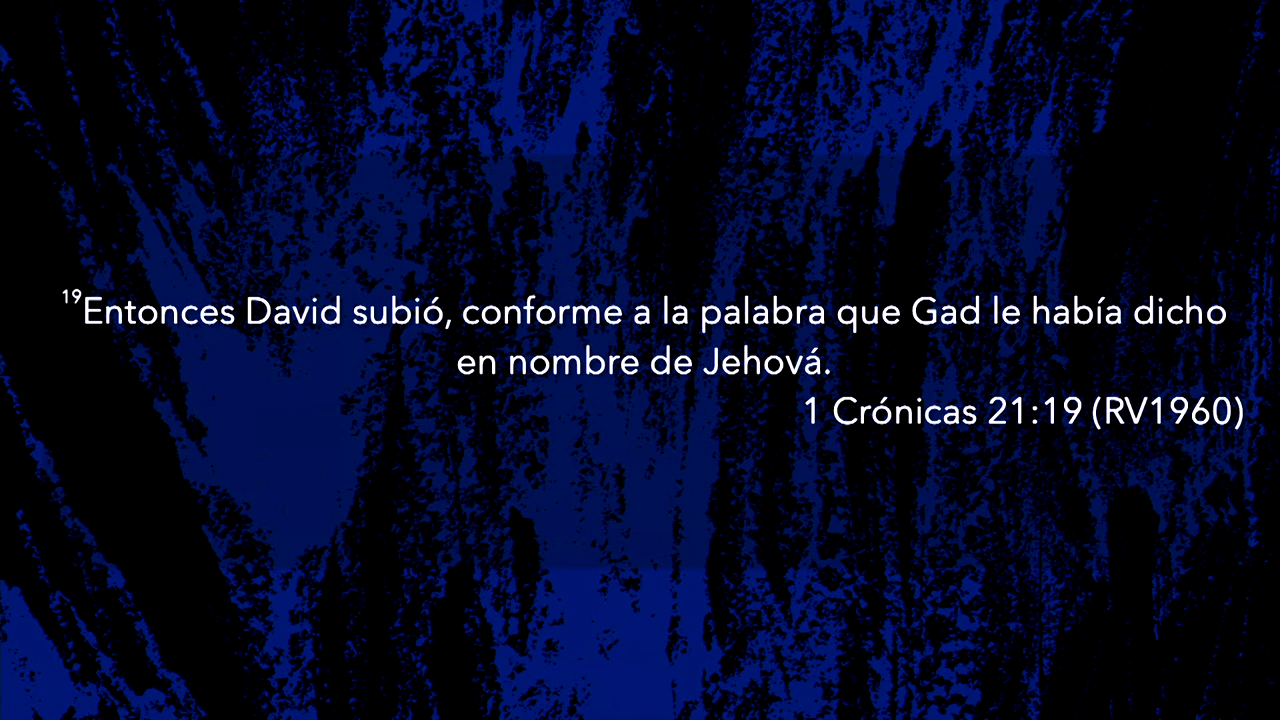 ¹⁹Entonces David subió, conforme a la palabra que Gad le había dicho
en nombre de Jehová.
1 Crónicas 21:19 (RV1960)